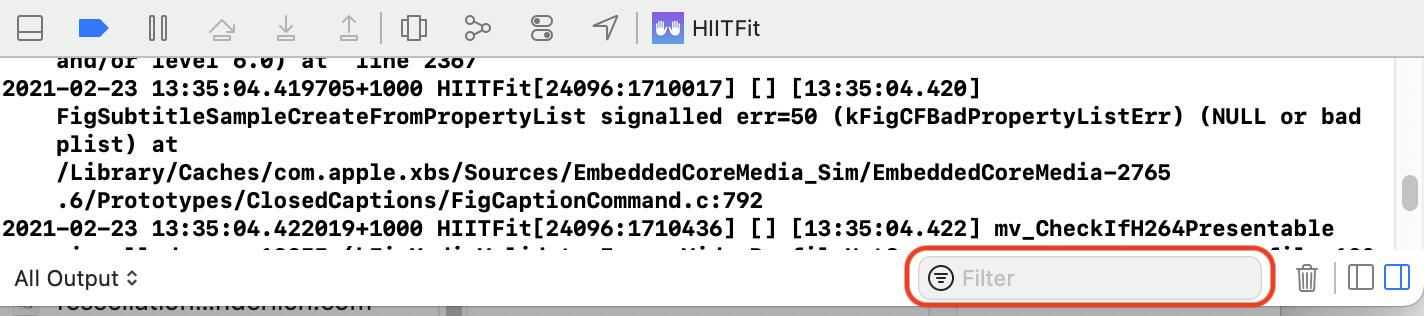 HIITFit
and/or level 6.0) at line 2367
2021-02-23 13:35:04.419705+1000 HIITFit[24096:1710017] [] [13:35:04.420]
FigSubtitleSampleCreateFromPropertyList signalled err=50 (kFigCFBadPropertyListErr) (NULL or bad
plist) at
/Library/Caches/com.apple.xbs/Sources/EmbeddedCoreMedia_Sim/EmbeddedCoreMedia-2765
.6/Prototypes/ClosedCaptions/FigCaptionCommand.c:792
2021-02-23 13:35:04.422019+1000 HIITFit[24096:1710436] [] [13:35:04.422] mv_CheckIfH264Presentable
All Output
Filter